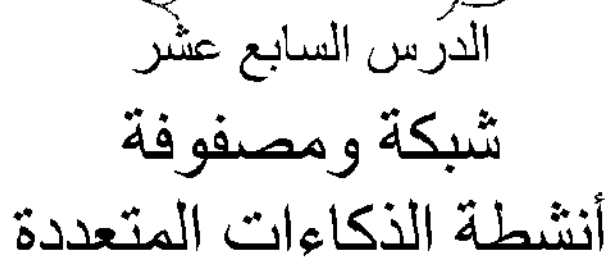 الدرس السابع عشر
شبكة ومصفوفة
أنشطة الذكاءات المتعددة